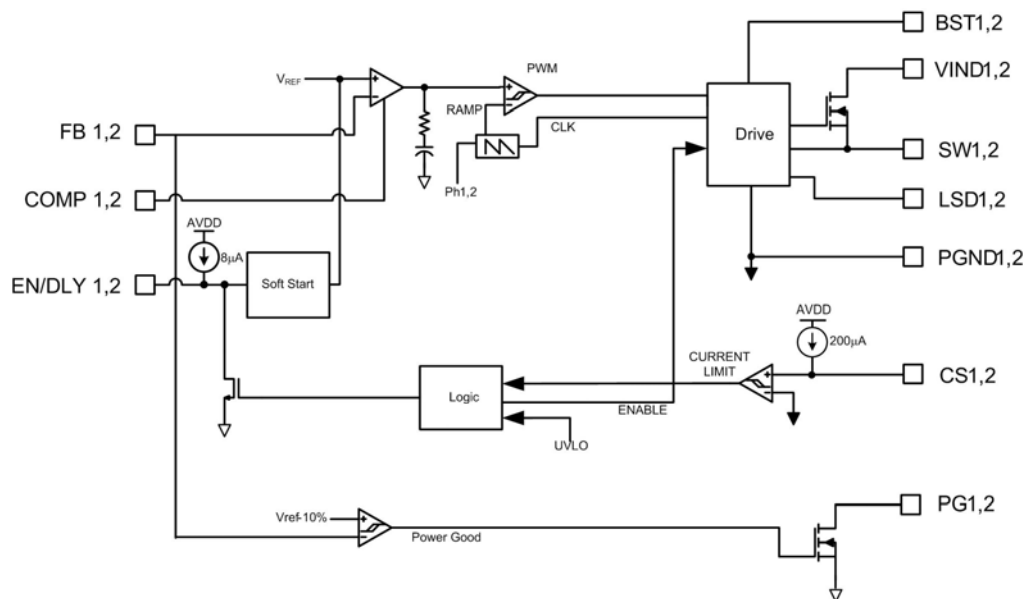 BST1,2
VREF
PWM
VIND1,2
RAMP
FB 1,2
CLK
Drive
SW1,2
Ph1,2
COMP 1,2
LSD1,2
AVDD
8µA
PGND1,2
EN/DLY 1,2
Soft Start
AVDD
200µA
CURRENT
LIMIT
CS1,2
Logic
ENABLE
UVLO
PG1,2
Vref-10%
Power Good
+
−
+
−
+
−
+
−